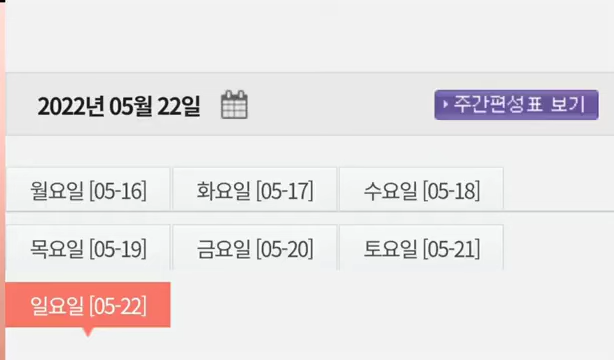 2022년 05월 22일 주간편성표 보기
월요일 [05-16] 화요일 [05-17] 수요일 [05-18]
목요일 [05-19] 금요일 [05-20] 토요일 [05-21]
일요일 [05-22]